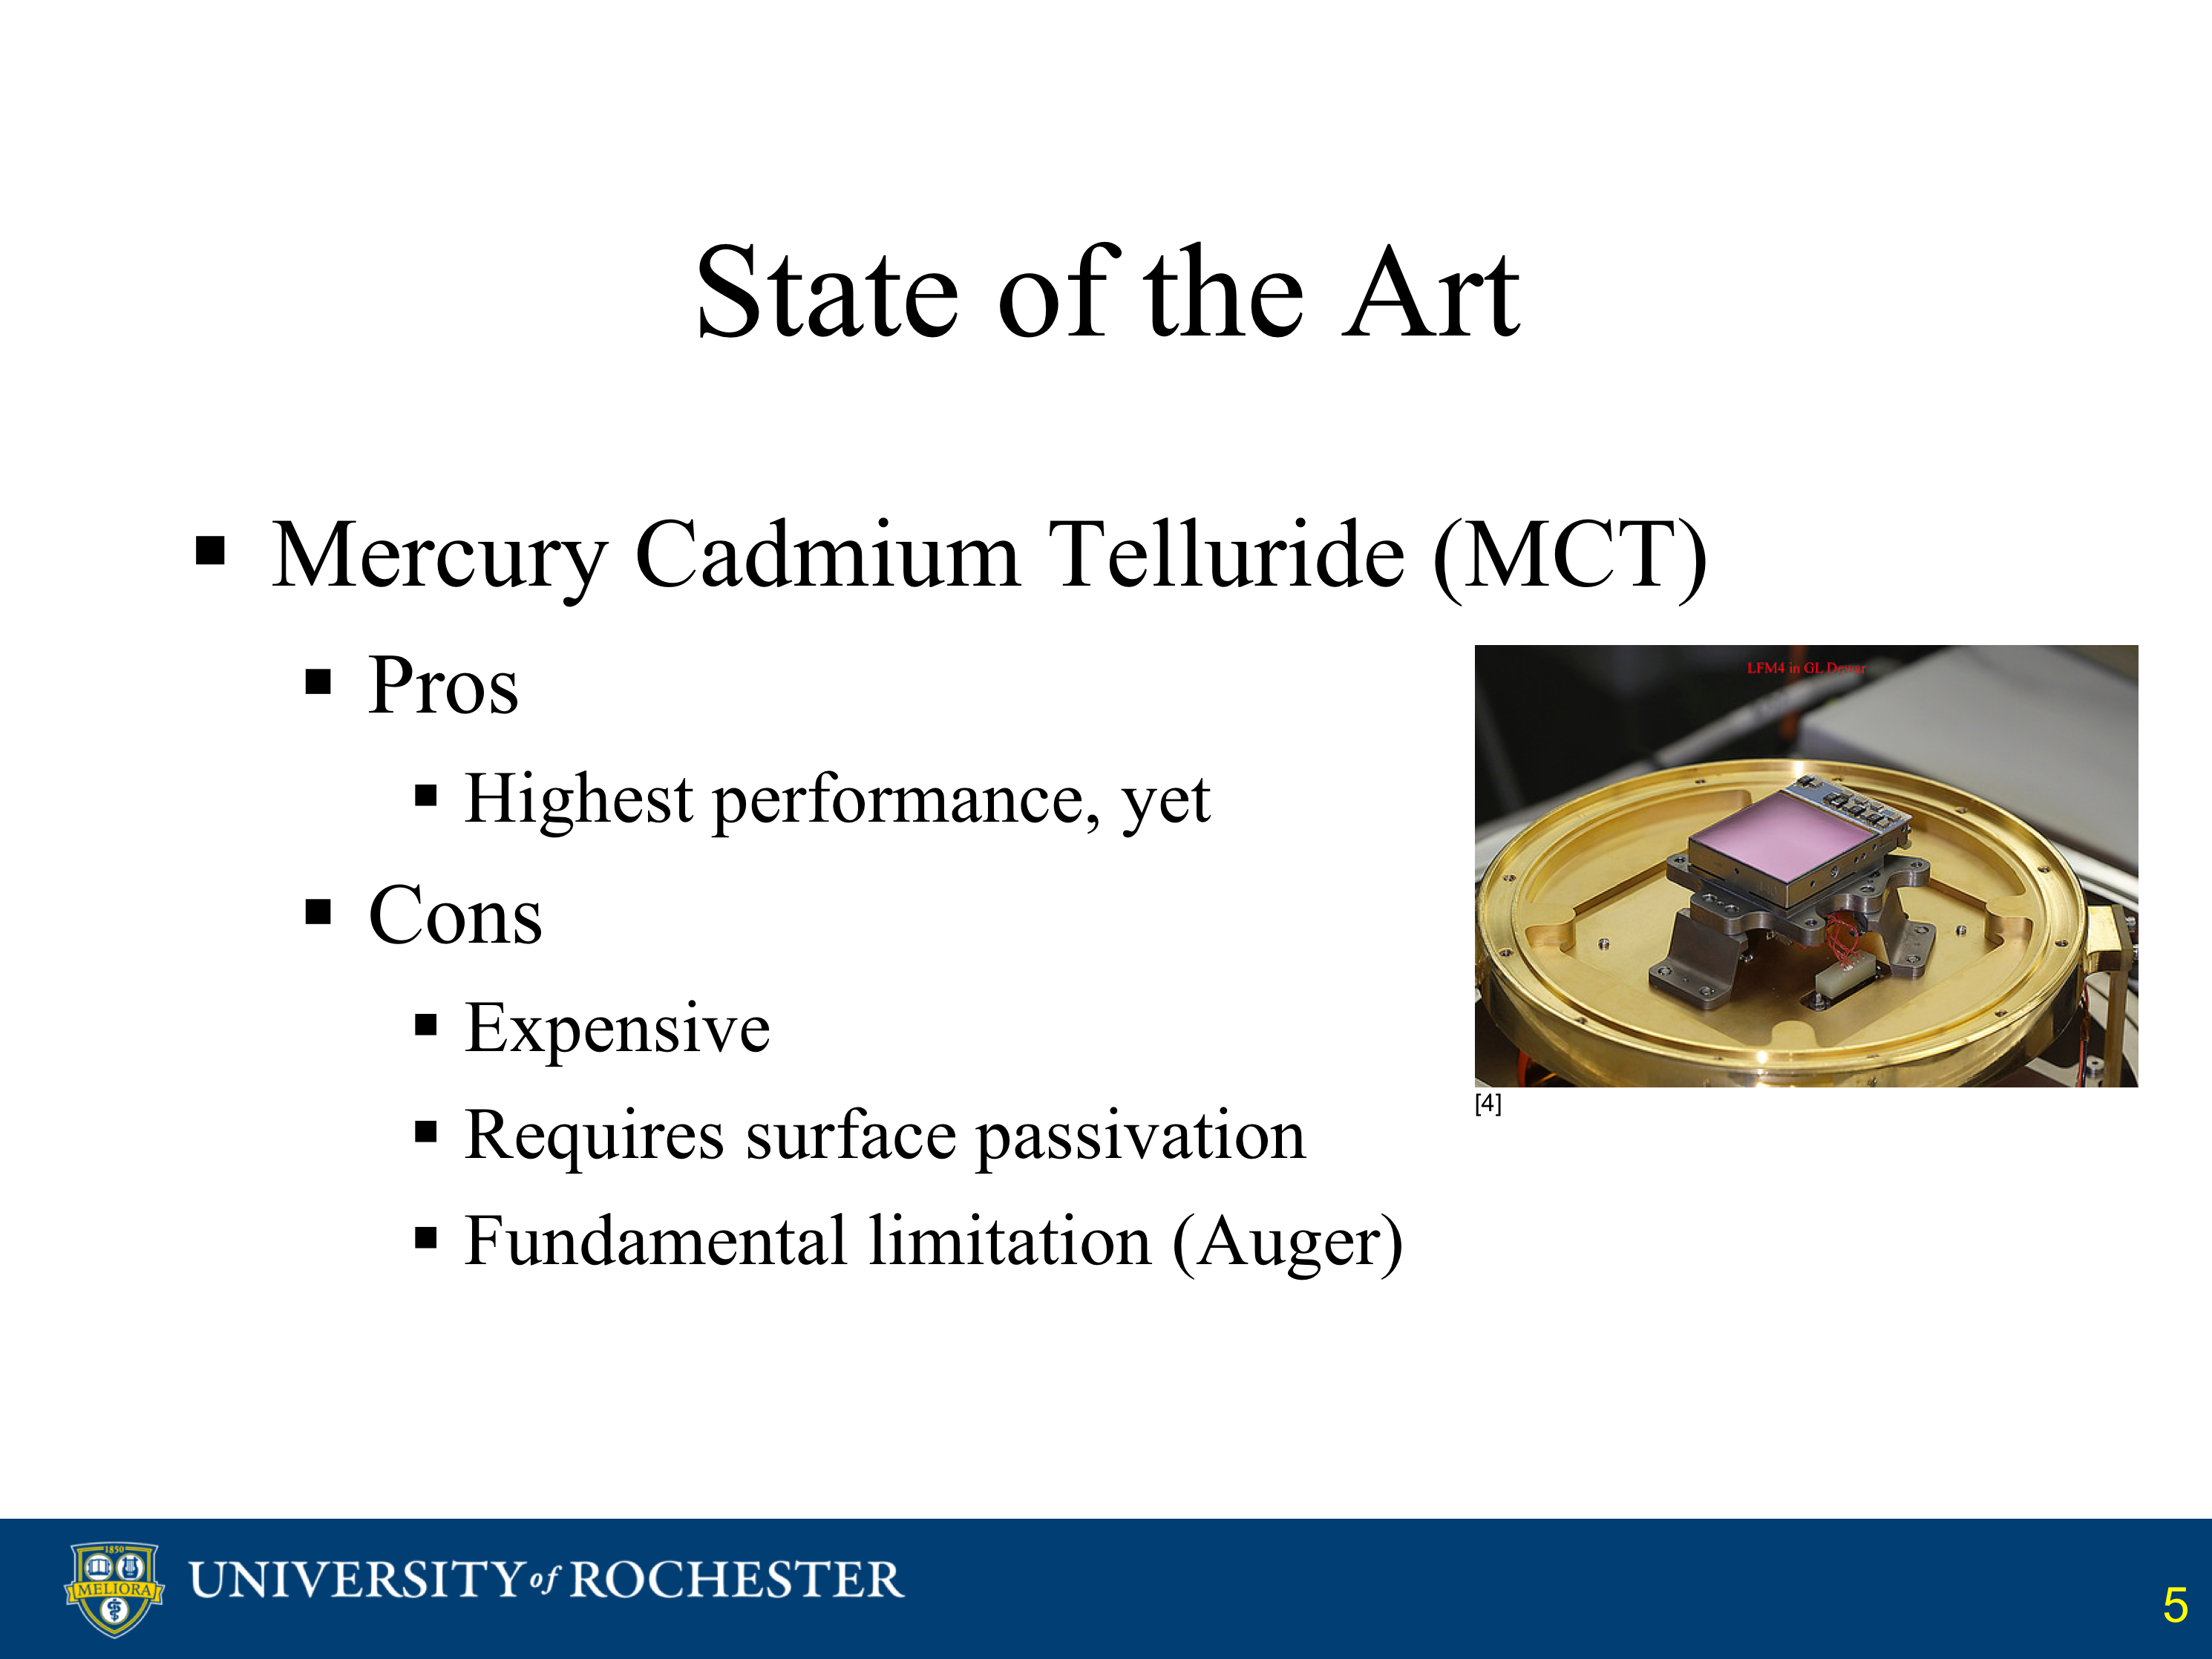 State of the Art
Mercury Cadmium Telluride (MCT)
Pros
Highest performance, yet
Cons
Expensive
Requires surface passivation
Fundamental limitation (Auger)
LFM4 in GL Dewar
[4]
1850
MELIORA
UNIVERSITY of ROCHESTER
5